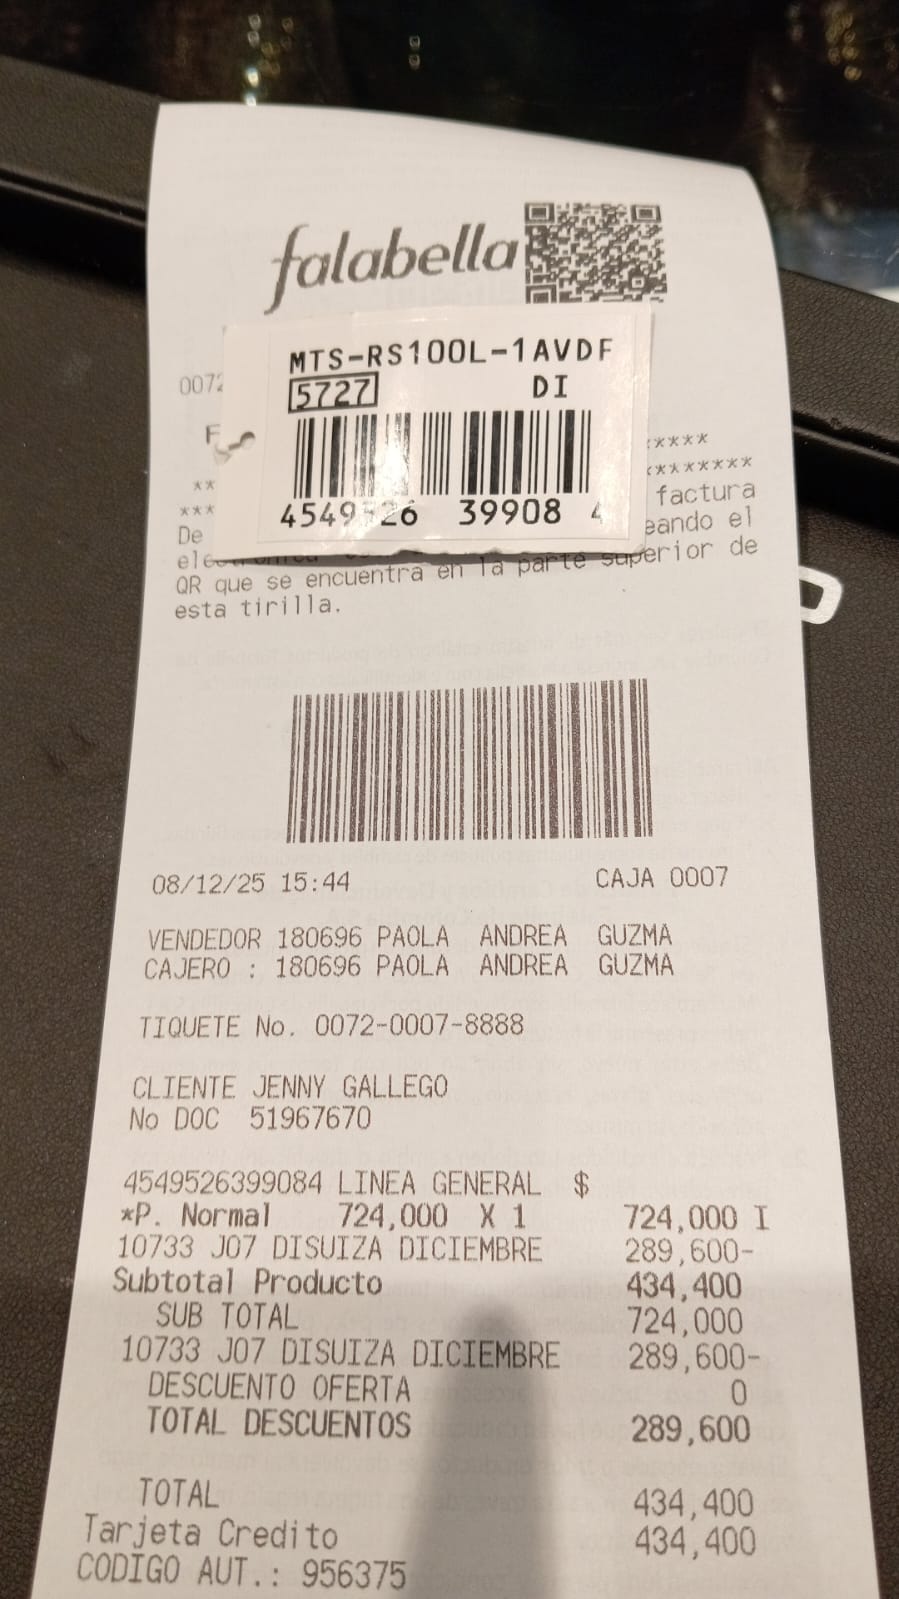 falabella
MTS-RS100L-1AVDF
5727 DI
4549526 39908 4
0072
F
*****
** *********
*** factura
De eando el
QR que se encuentra en la parte superior de
esta tirilla.
08/12/25 15:44 CAJA 0007
VENDEDOR 180696 PAOLA ANDREA GUZMA
CAJERO : 180696 PAOLA ANDREA GUZMA
TIQUETE No. 0072-0007-8888
CLIENTE JENNY GALLEGO
No DOC 51967670
4549526399084 LINEA GENERAL $
*P. Normal 724,000 X 1 724,000 I
10733 J07 DISUIZA DICIEMBRE 289,600-
Subtotal Producto 434,400
SUB TOTAL 724,000
10733 J07 DISUIZA DICIEMBRE 289,600-
DESCUENTO OFERTA 0
TOTAL DESCUENTOS 289,600
TOTAL 434,400
Tarjeta Credito 434,400
CODIGO AUT.: 956375